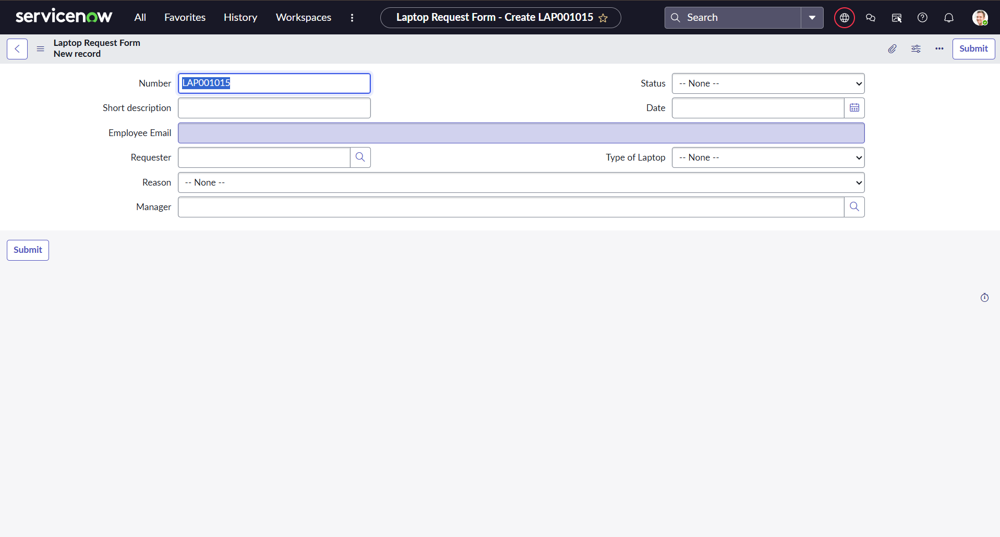 servicenow All Favorites History Workspaces Laptop Request Form - Create LAP001015 Search
Laptop Request Form
New record
Submit
Number LAP001015 Status -- None --
Short description Date
Employee Email
Requester Type of Laptop -- None --
Reason -- None --
Manager
Submit